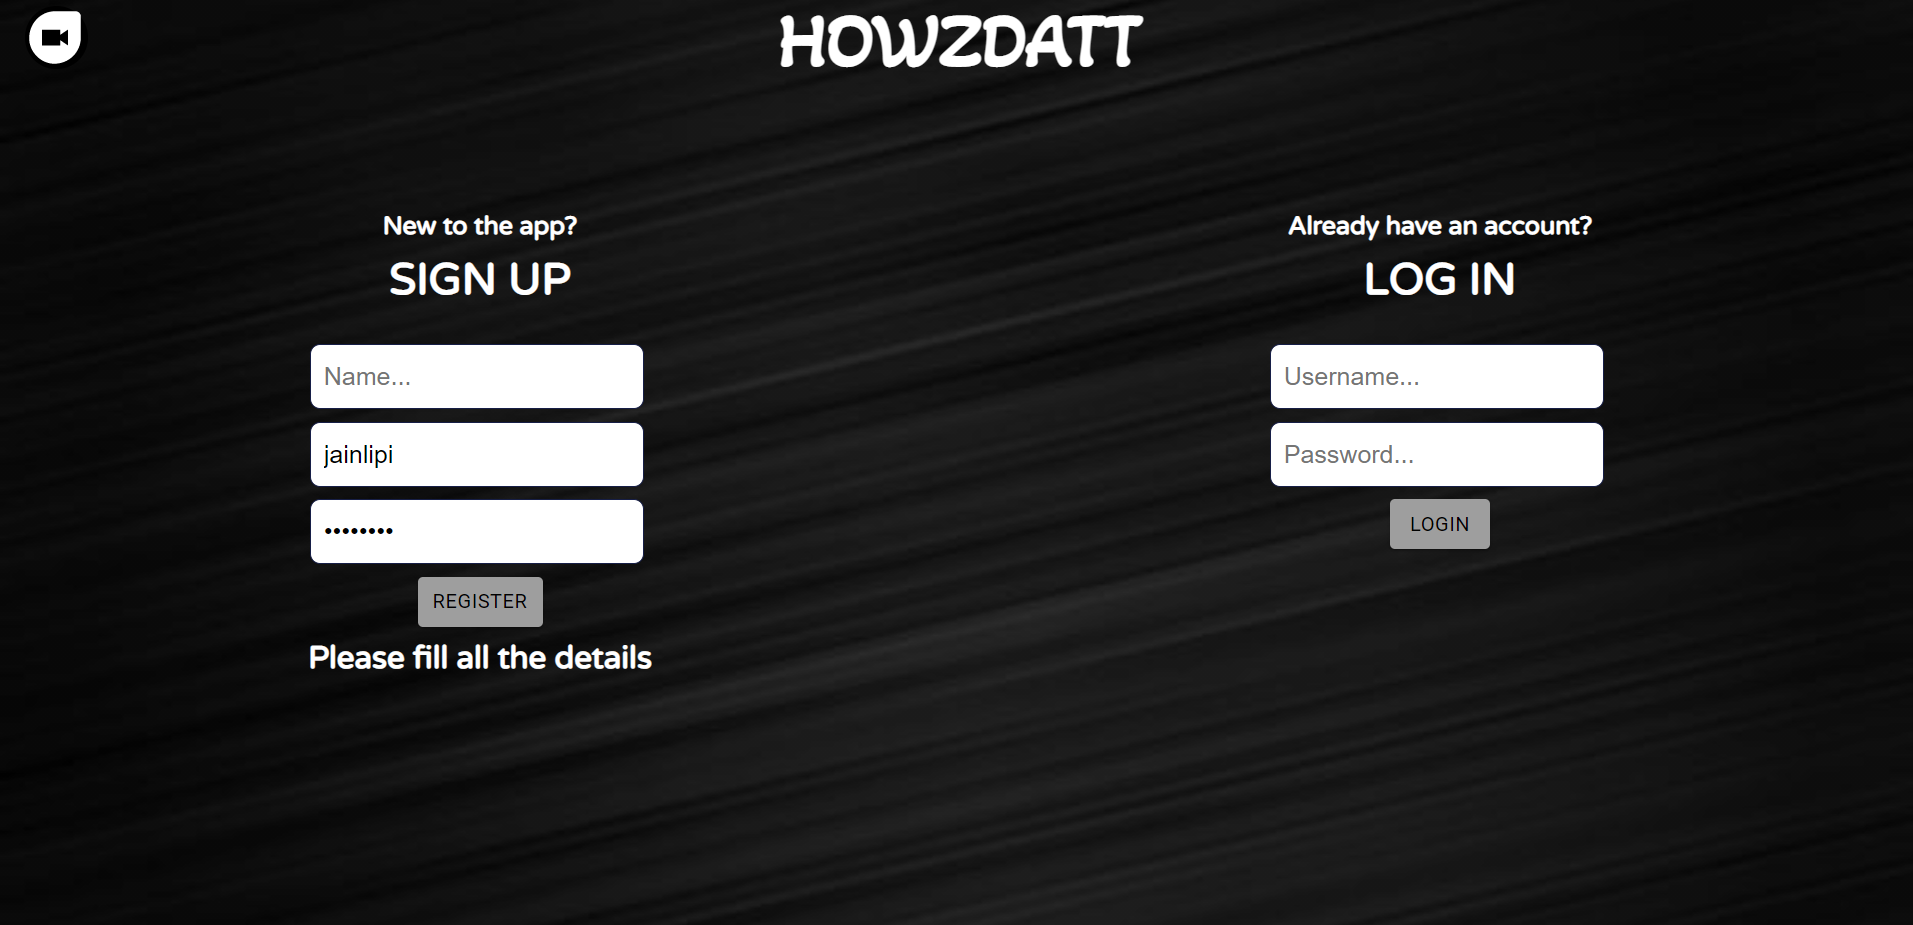 HOWZDATT
New to the app?
SIGN UP
Name...
jainlipi
••••••••
REGISTER
Please fill all the details
Already have an account?
LOG IN
Username...
Password...
LOGIN